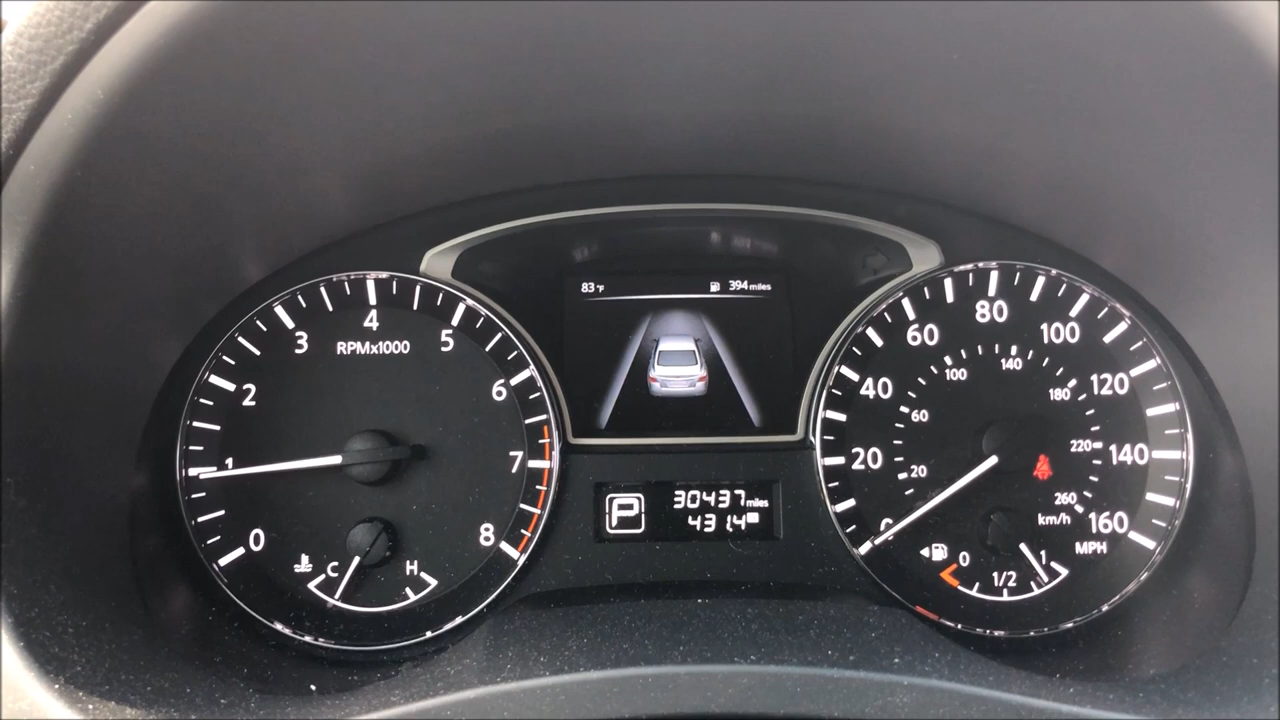 83 °F 394 miles
4
3 5
RPMx1000
2 6
1 7
0 8
C H
80
60 100
40 120
20 140
0 160
100 140
60 180
20 220
260
km/h
MPH
0 1/2 1
P
30437 miles
431.4